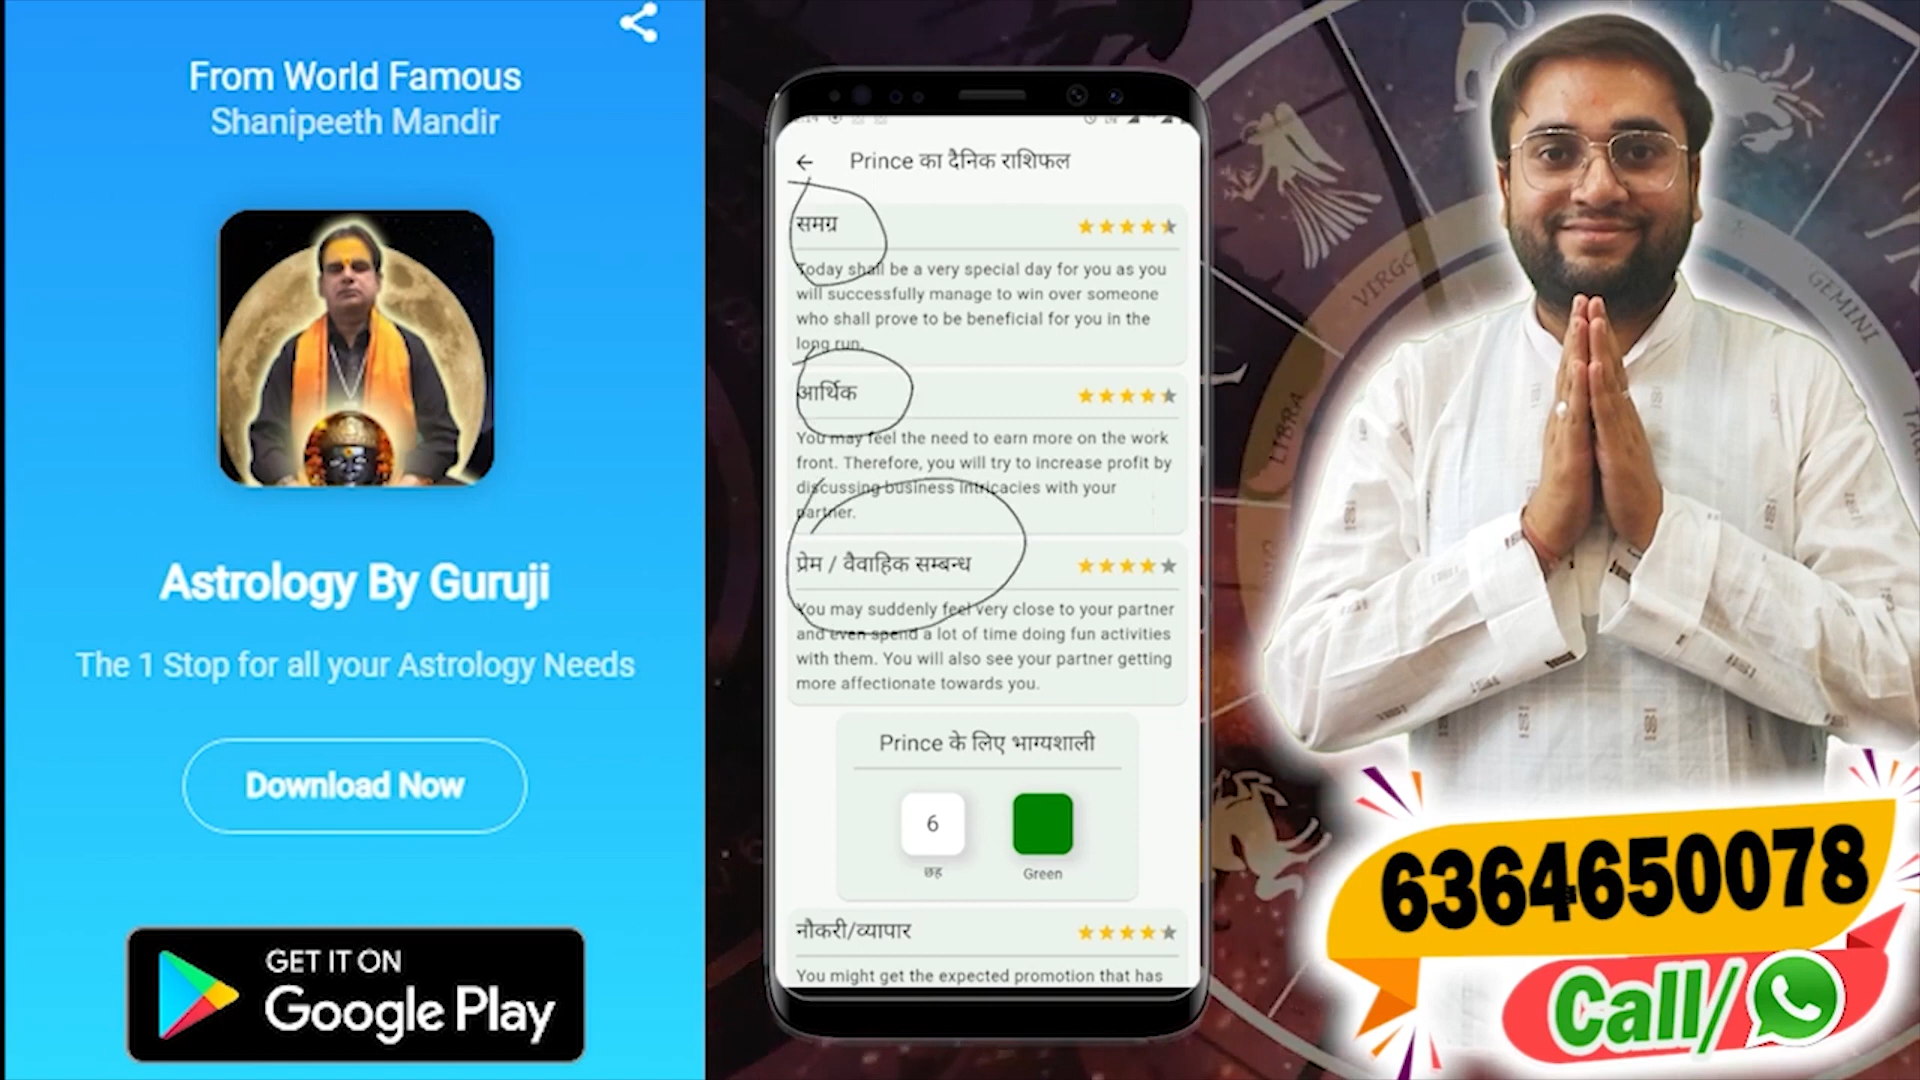 From World Famous
Shanipeeth Mandir
Astrology By Guruji
The 1 Stop for all your Astrology Needs
Download Now
GET IT ON
Google Play
Prince का दैनिक राशिफल
समग्र
Today shall be a very special day for you as you
will successfully manage to win over someone
who shall prove to be beneficial for you in the
long run.
आर्थिक
You may feel the need to earn more on the work
front. Therefore, you will try to increase profit by
discussing business intricacies with your
partner.
प्रेम / वैवाहिक सम्बन्ध
You may suddenly feel very close to your partner
and even spend a lot of time doing fun activities
with them. You will also see your partner getting
more affectionate towards you.
Prince के लिए भाग्यशाली
6
छह
Green
नौकरी/व्यापार
You might get the expected promotion that has
VIRGO
GEMINI
LIBRA
6364650078
Call/